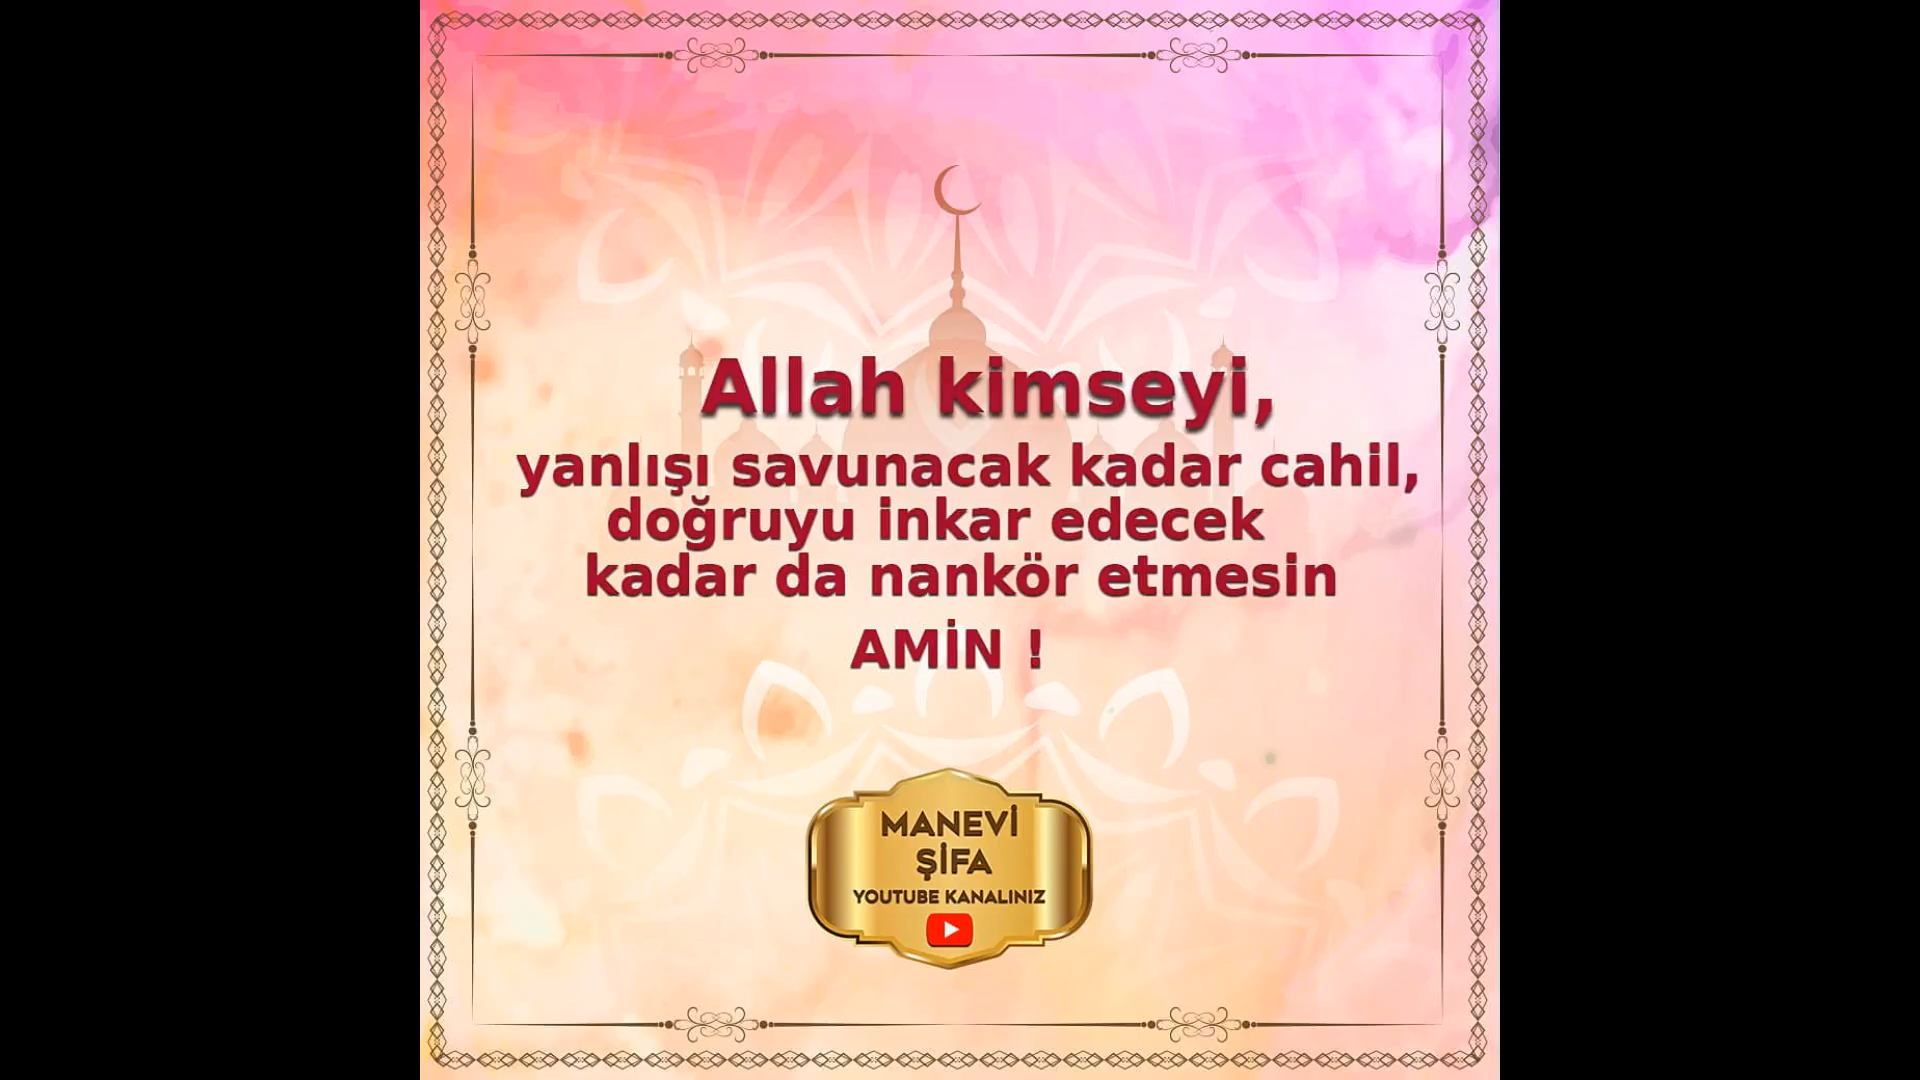 Allah kimseyi,
yanlışı savunacak kadar cahil,
doğruyu inkar edecek
kadar da nankör etmesin
AMİN !
MANEVİ
ŞİFA
YOUTUBE KANALINIZ